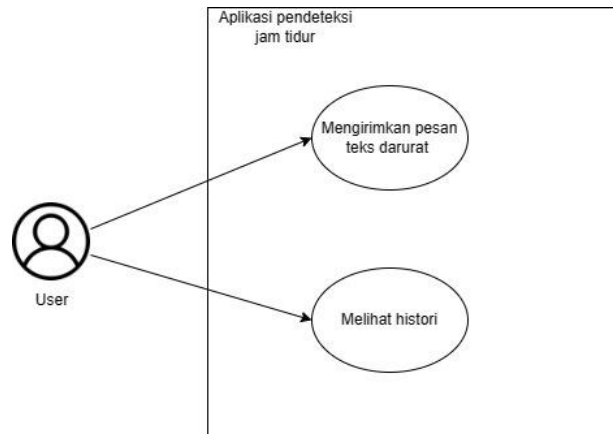 Aplikasi pendeteksi
jam tidur
Mengirimkan pesan
teks darurat
User
Melihat histori